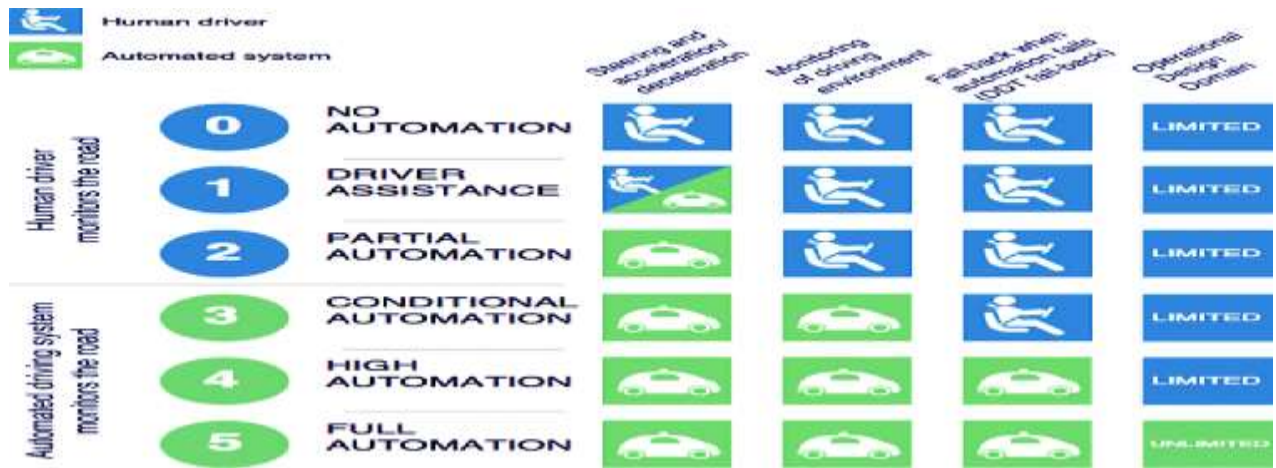 Human driver
Automated system
Steering and
acceleration/
deceleration
Monitoring
of driving
environment
Fall-back when
automation fails
(DDT fall-back)
Operational
Design
Domain
Human driver
monitors the road
0
NO
AUTOMATION
LIMITED
1
DRIVER
ASSISTANCE
LIMITED
2
PARTIAL
AUTOMATION
LIMITED
Automated driving system
monitors the road
3
CONDITIONAL
AUTOMATION
LIMITED
4
HIGH
AUTOMATION
LIMITED
5
FULL
AUTOMATION
UNLIMITED